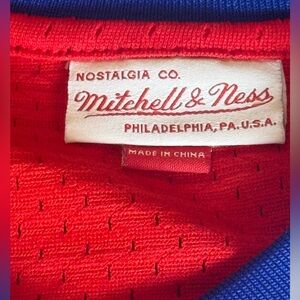 NOSTALGIA CO.
Mitchell & Ness
PHILADELPHIA, PA. U.S.A.
MADE IN CHINA